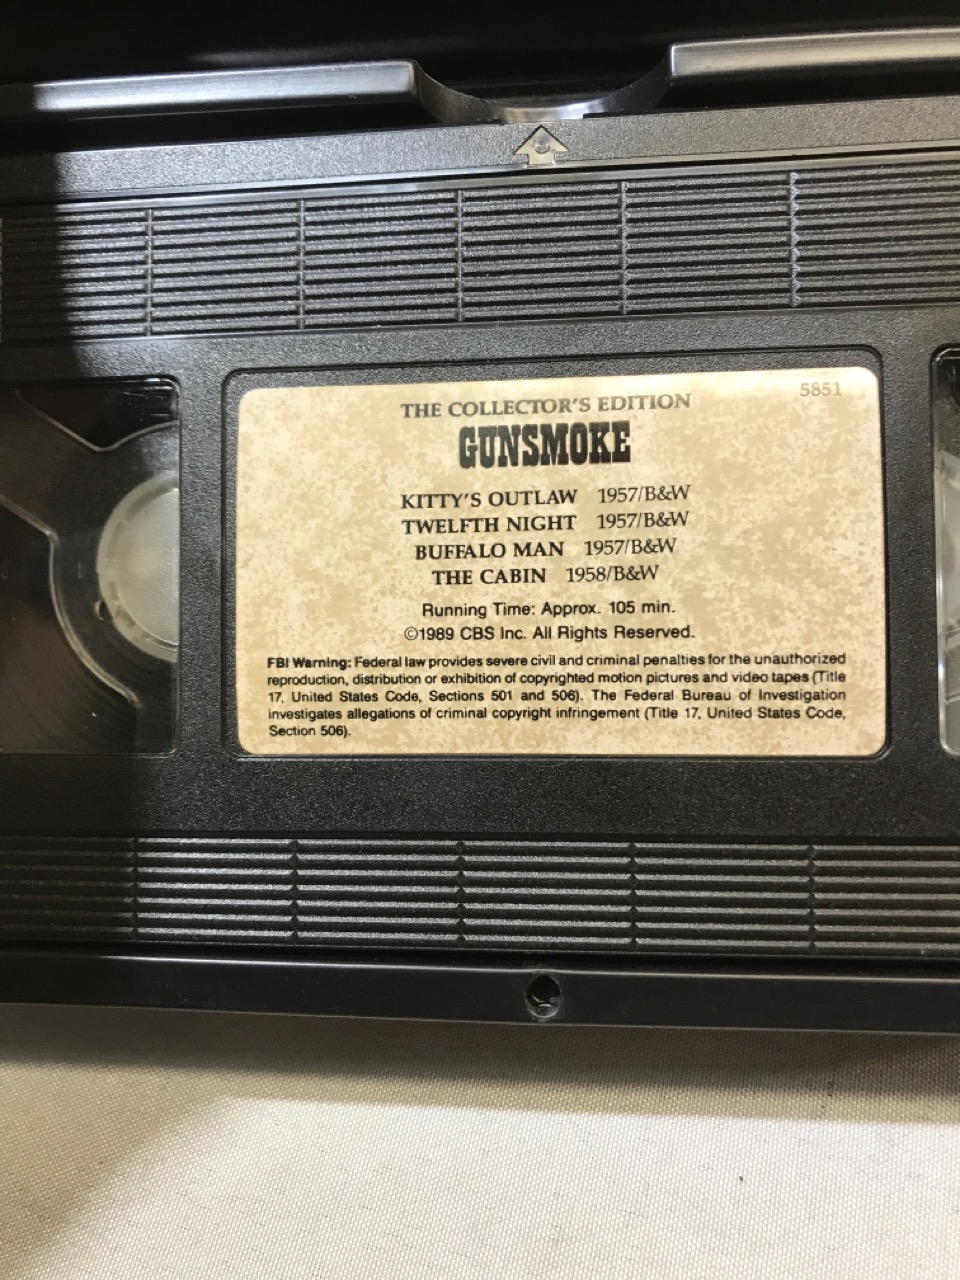 5851
THE COLLECTOR'S EDITION
GUNSMOKE
KITTY'S OUTLAW 1957/B&W
TWELFTH NIGHT 1957/B&W
BUFFALO MAN 1957/B&W
THE CABIN 1958/B&W
Running Time: Approx. 105 min.
©1989 CBS Inc. All Rights Reserved.
FBI Warning: Federal law provides severe civil and criminal penalties for the unauthorized
reproduction, distribution or exhibition of copyrighted motion pictures and video tapes (Title
17, United States Code, Sections 501 and 506). The Federal Bureau of Investigation
investigates allegations of criminal copyright infringement (Title 17, United States Code,
Section 506).